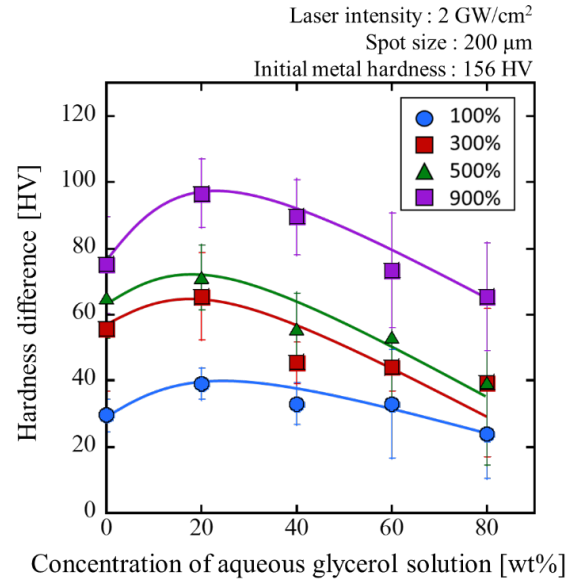 Laser intensity : 2 GW/cm²
Spot size : 200 μm
Initial metal hardness : 156 HV
120
100
80
60
40
20
0
Hardness difference [HV]
100%
300%
500%
900%
0 20 40 60 80
Concentration of aqueous glycerol solution [wt%]